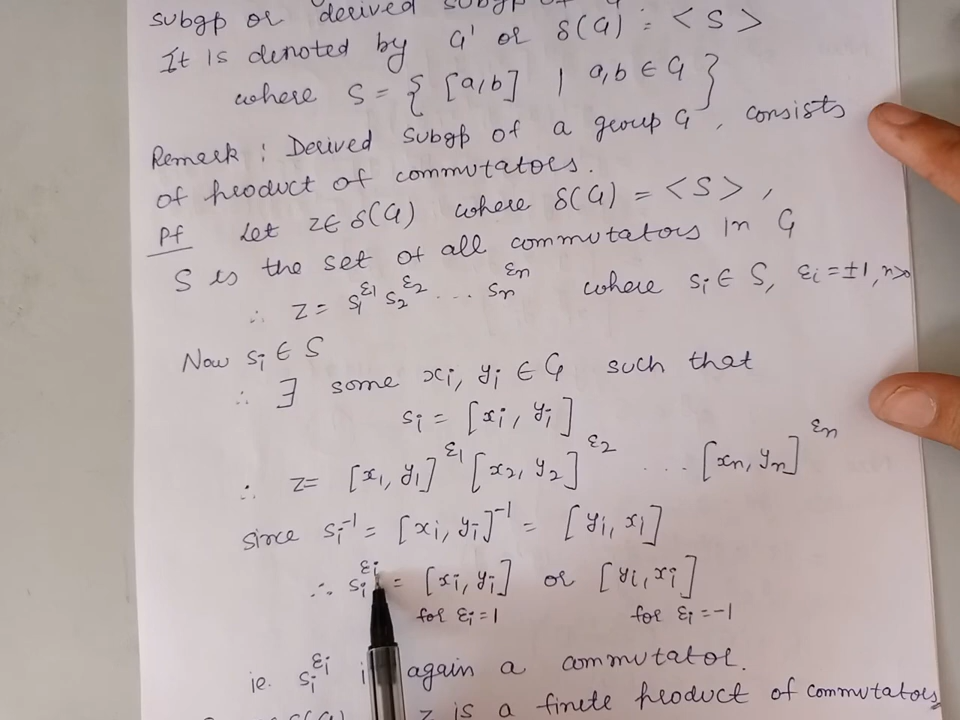 subgp or derived subgp of G
It is denoted by G' or δ(G) = < S >
where S = { [a,b] | a,b ∈ G }
Remark : Derived subgp of a group G, consists
of product of commutators.
Pf Let z ∈ δ(G) where δ(G) = < S > ,
S is the set of all commutators in G
∴ z = s₁^ε₁ s₂^ε₂ ... sₙ^εₙ where sᵢ ∈ S, εᵢ = ±1, n>0
Now sᵢ ∈ S
∴ ∃ some xᵢ, yᵢ ∈ G such that
sᵢ = [xᵢ, yᵢ]
∴ z = [x₁, y₁]^ε₁ [x₂, y₂]^ε₂ ... [xₙ, yₙ]^εₙ
since sᵢ⁻¹ = [xᵢ, yᵢ]⁻¹ = [yᵢ, xᵢ]
∴ sᵢ^εᵢ = [xᵢ, yᵢ] or [yᵢ, xᵢ]
for εᵢ = 1 for εᵢ = -1
ie. sᵢ^εᵢ again a commutator.
z is a finite product of commutators